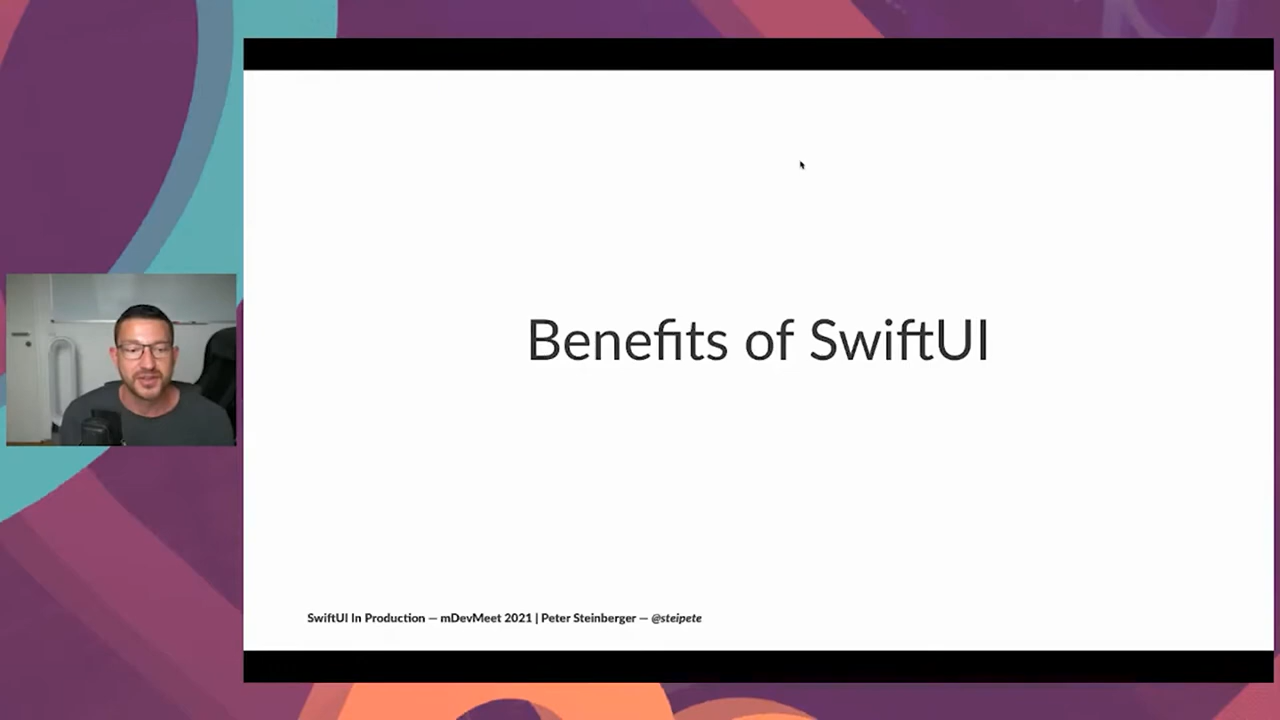 Benefits of SwiftUI
SwiftUI In Production — mDevMeet 2021 | Peter Steinberger — @steipete